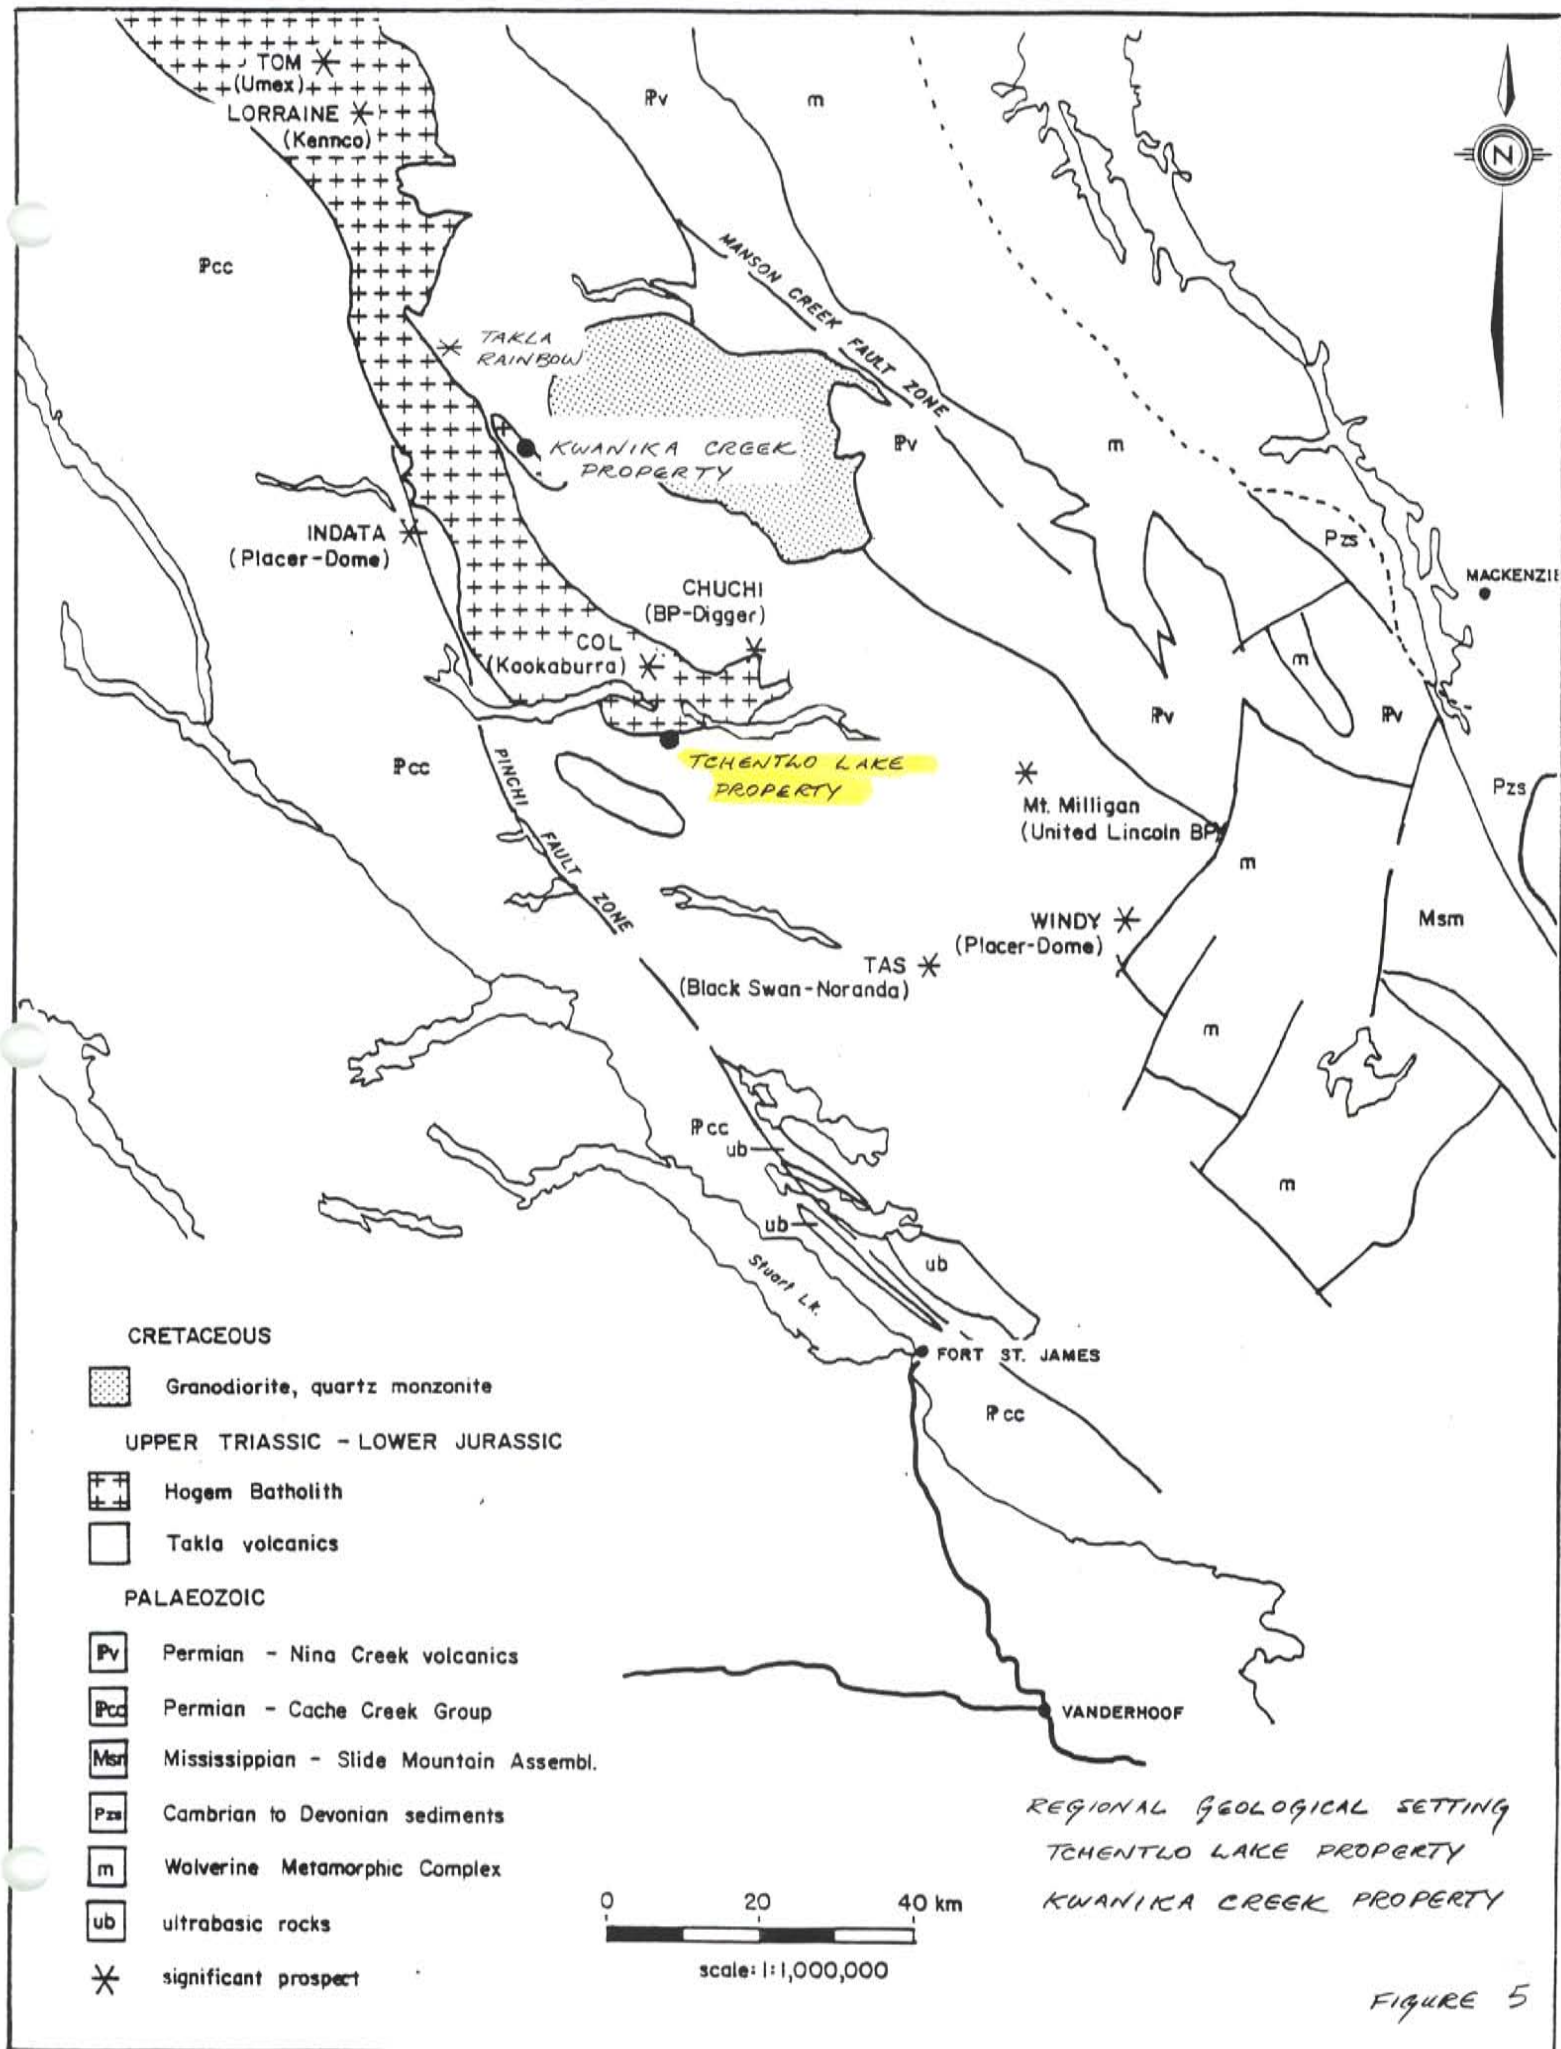 TOM
(Umex)
LORRAINE
(Kennco)
Pv
m
N
Pcc
MANSON CREEK FAULT ZONE
TAKLA
RAINBOW
KWANIKA CREEK
PROPERTY
Pv
m
INDATA
(Placer-Dome)
Pzs
MACKENZIE
CHUCHI
(BP-Digger)
COL
(Kookaburra)
m
Pv
Pv
Pcc
PINCHI FAULT ZONE
TCHENTLO LAKE
PROPERTY
Mt. Milligan
(United Lincoln BP)
Pzs
m
WINDY
(Placer-Dome)
Msm
TAS
(Black Swan-Noranda)
m
Pcc
ub
m
ub
ub
Stuart Lk.
FORT ST. JAMES
Pcc
CRETACEOUS
Granodiorite, quartz monzonite
UPPER TRIASSIC - LOWER JURASSIC
Hogem Batholith
Takla volcanics
PALAEOZOIC
Pv Permian - Nina Creek volcanics
Pcc Permian - Cache Creek Group
Msm Mississippian - Slide Mountain Assembl.
Pzs Cambrian to Devonian sediments
m Wolverine Metamorphic Complex
ub ultrabasic rocks
significant prospect
VANDERHOOF
0 20 40 km
scale: 1:1,000,000
REGIONAL GEOLOGICAL SETTING
TCHENTLO LAKE PROPERTY
KWANIKA CREEK PROPERTY
FIGURE 5